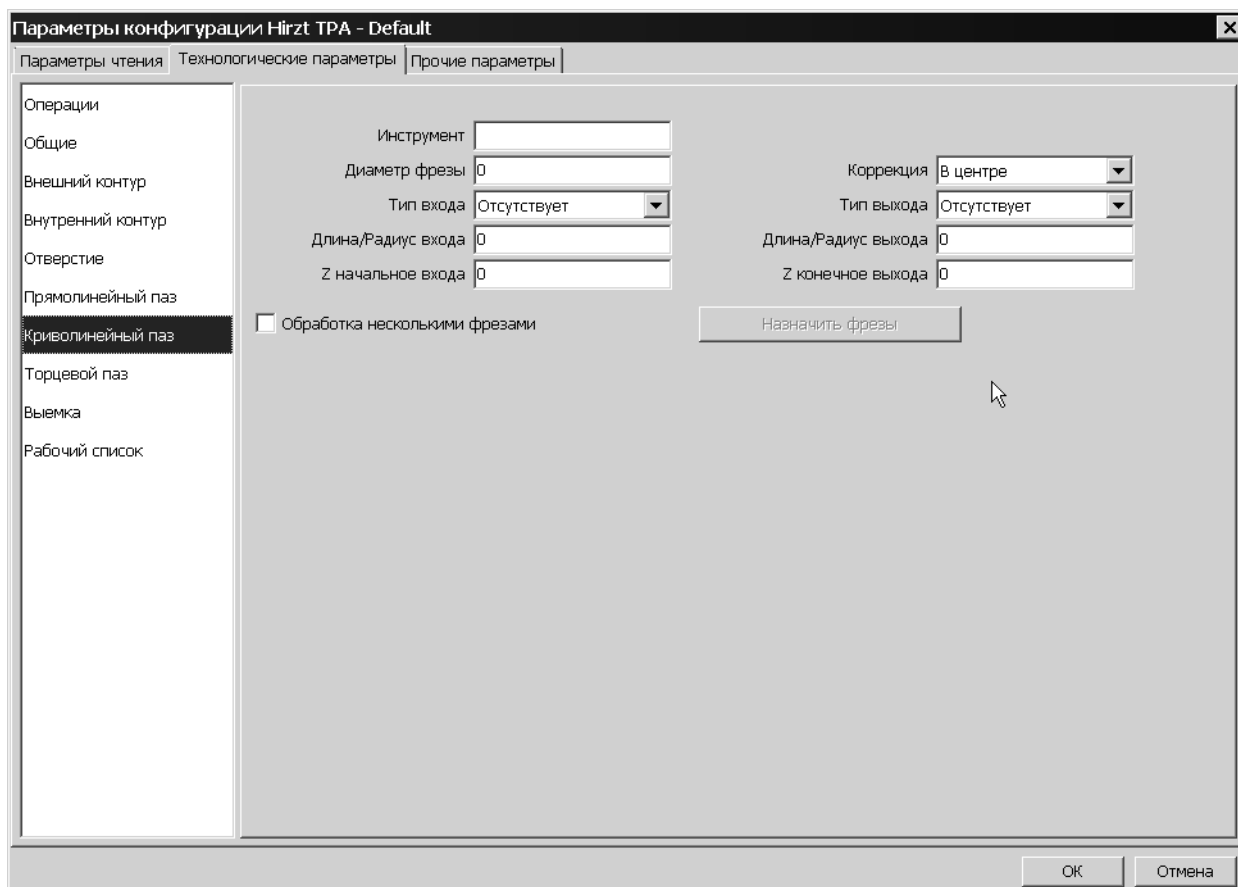 Параметры конфигурации Hirzt TPA - Default
Параметры чтения Технологические параметры Прочие параметры
Операции
Общие
Внешний контур
Внутренний контур
Отверстие
Прямолинейный паз
Криволинейный паз
Торцевой паз
Выемка
Рабочий список
Инструмент
Диаметр фрезы 0 Коррекция В центре
Тип входа Отсутствует Тип выхода Отсутствует
Длина/Радиус входа 0 Длина/Радиус выхода 0
Z начальное входа 0 Z конечное выхода 0
Обработка несколькими фрезами Назначить фрезы
ОК Отмена